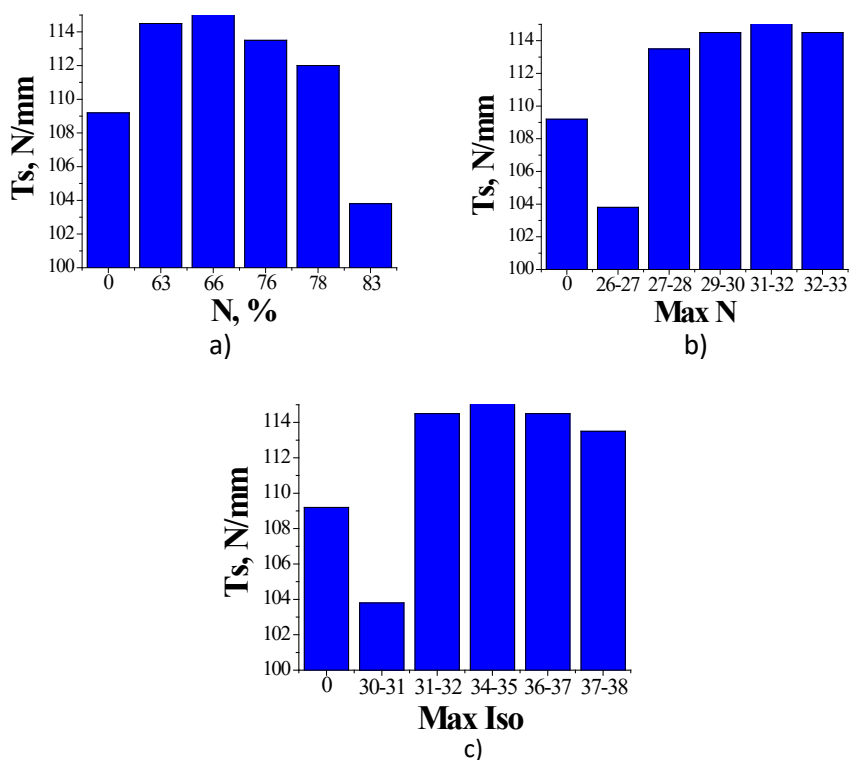 114
112
110
108
106
104
102
100
Ts, N/mm
0 63 66 76 78 83
N, %
a)
114
112
110
108
106
104
102
100
Ts, N/mm
0 26-27 27-28 29-30 31-32 32-33
Max N
b)
114
112
110
108
106
104
102
100
Ts, N/mm
0 30-31 31-32 34-35 36-37 37-38
Max Iso
c)